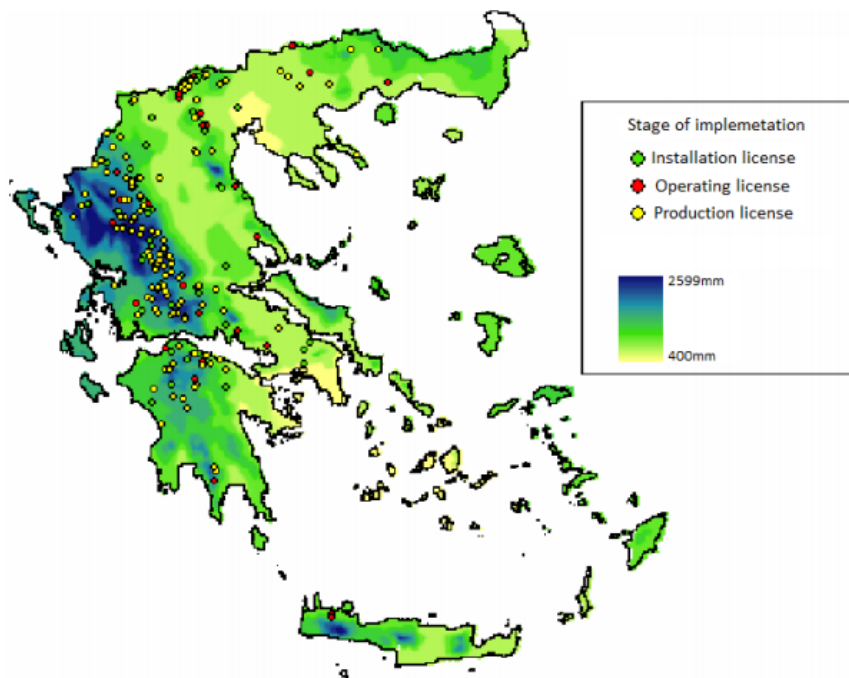 Stage of implemetation
Installation license
Operating license
Production license
2599mm
400mm